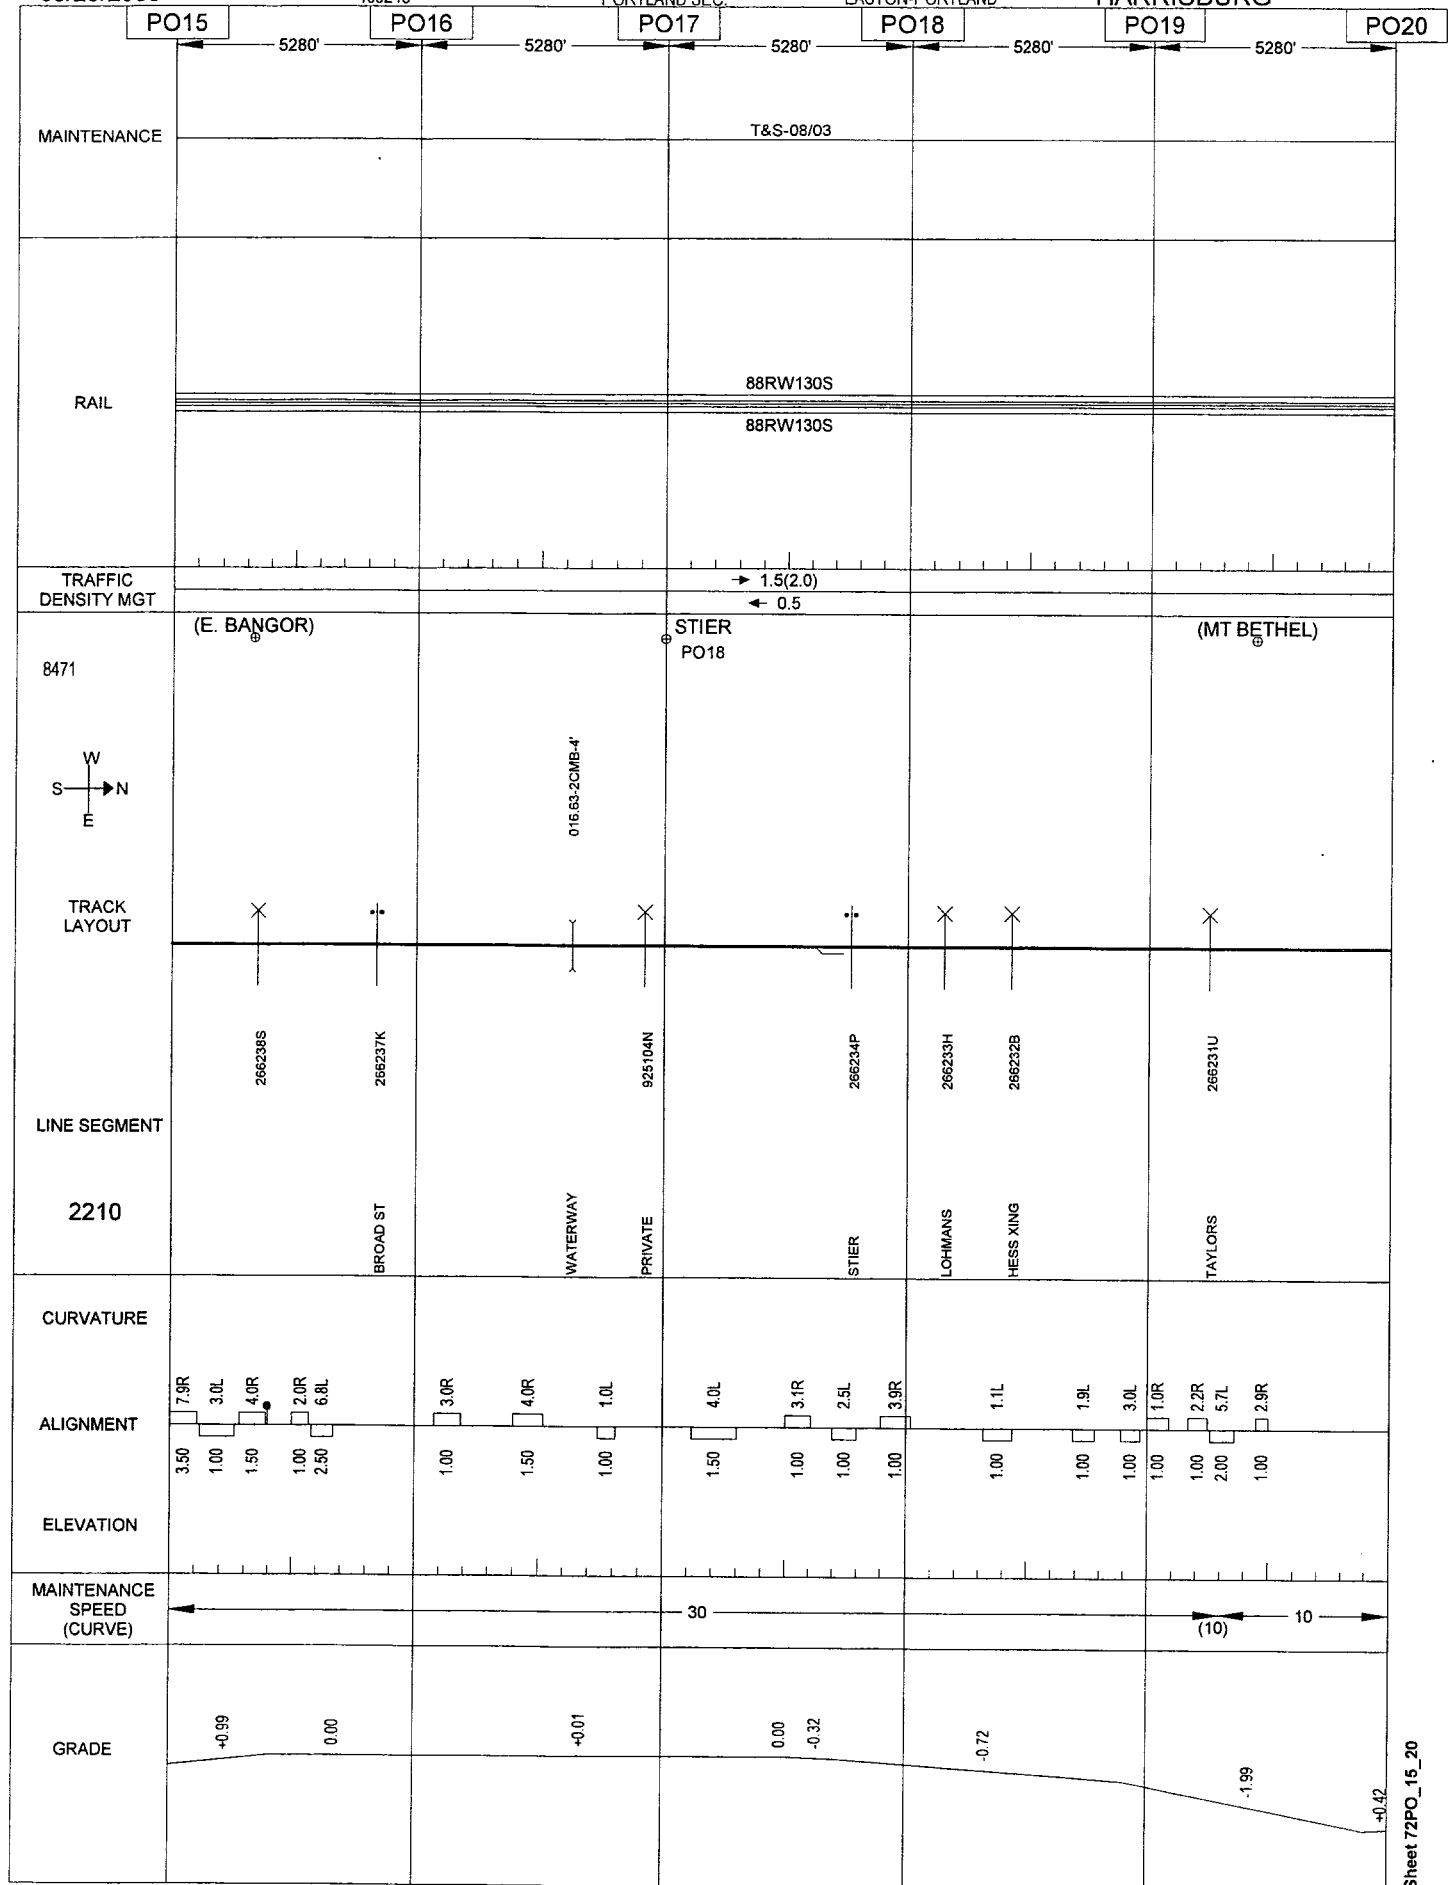 PORTLAND SEC.
EASTON-PORTLAND
HARRISBURG
PO15 PO16 PO17 PO18 PO19 PO20
5280' 5280' 5280' 5280' 5280'
MAINTENANCE
T&S-08/03
RAIL
88RW130S
88RW130S
TRAFFIC
DENSITY MGT
1.5(2.0)
0.5
(E. BANGOR)
STIER
PO18
(MT BETHEL)
8471
W
S N
E
016.63-2CMB-4'
TRACK
LAYOUT
266238S
266237K
925104N
266234P
266233H
266232B
266231U
LINE SEGMENT
2210
BROAD ST
WATERWAY
PRIVATE
STIER
LOHMANS
HESS XING
TAYLORS
CURVATURE
7.9R 3.0L 4.0R 2.0R 6.8L 3.0R 4.0R 1.0L 4.0L 3.1R 2.5L 3.9R 1.1L 1.9L 3.0L 1.0R 2.2R 5.7L 2.9R
ALIGNMENT
3.50 1.00 1.50 1.00 2.50 1.00 1.50 1.00 1.50 1.00 1.00 1.00 1.00 1.00 1.00 1.00 1.00 2.00 1.00
ELEVATION
MAINTENANCE
SPEED
(CURVE)
30
(10)
10
GRADE
+0.99 0.00 +0.01 0.00 -0.32 -0.72 -1.99 +0.42
Sheet 72PO_15_20